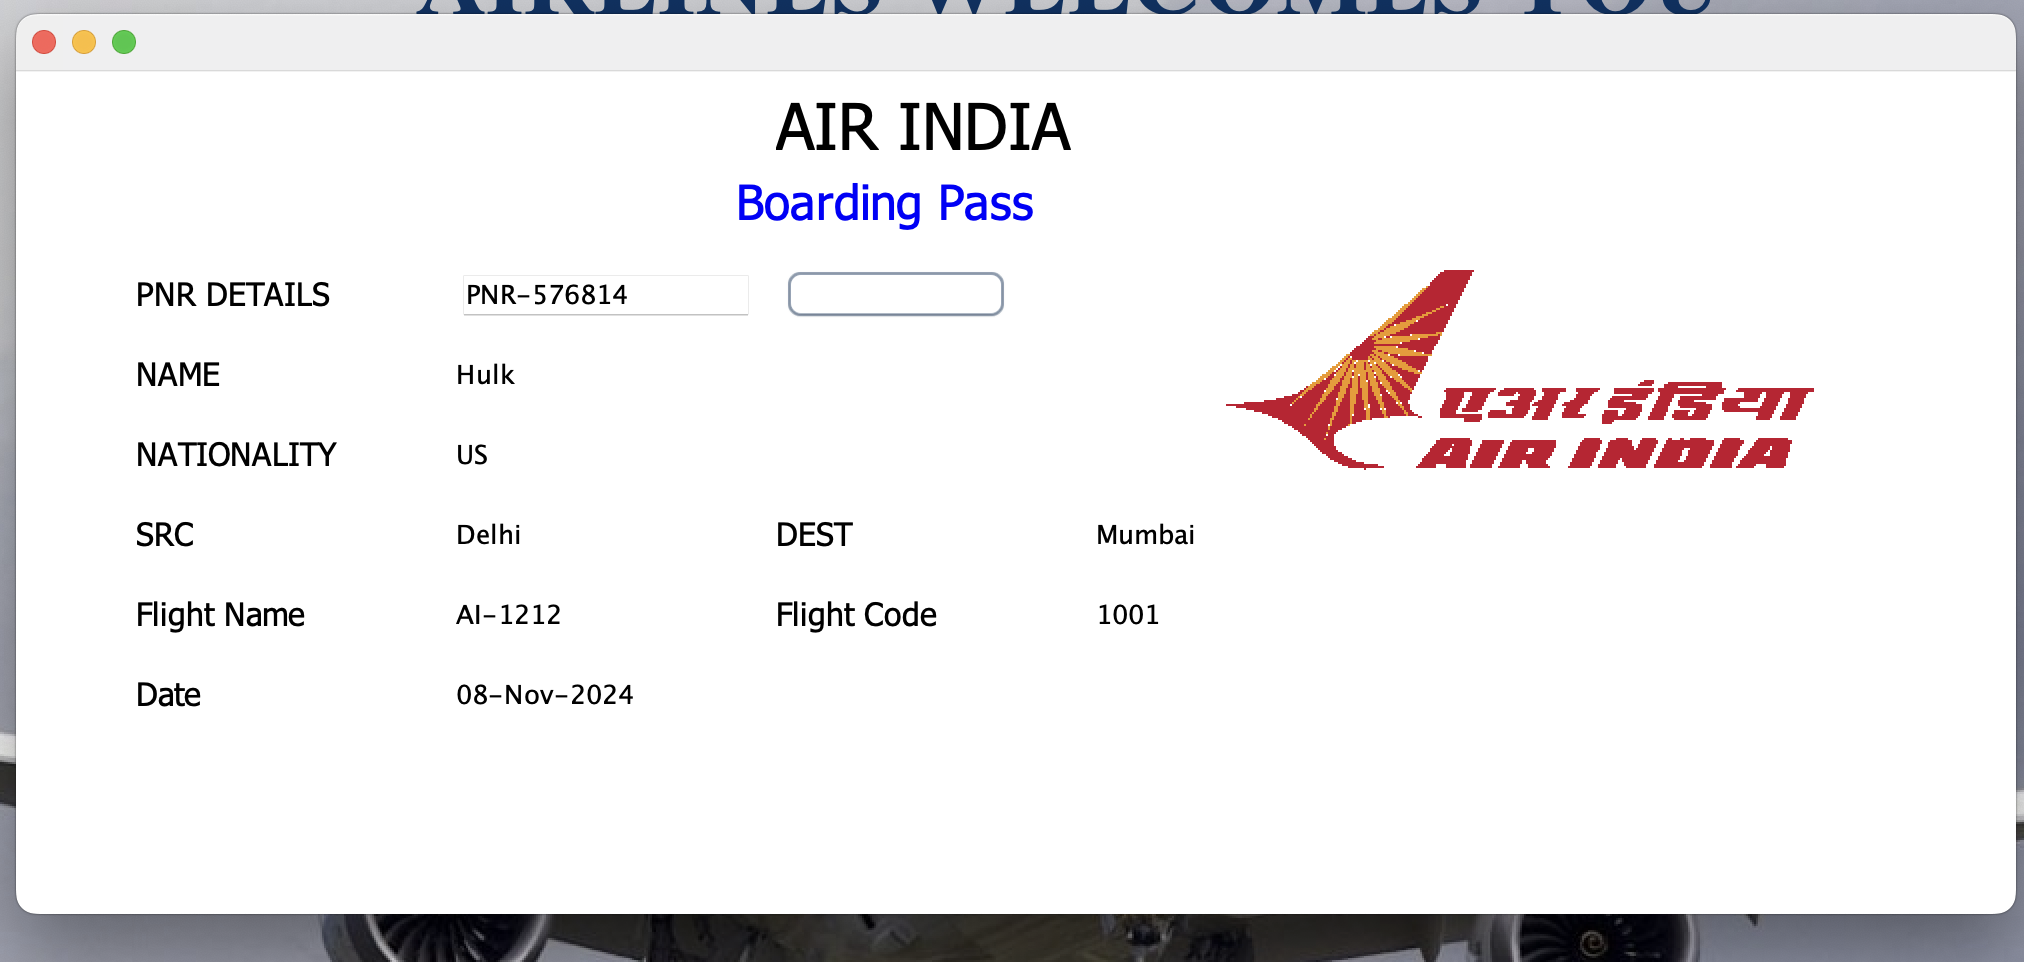 AIRLINES WELCOMES YOU
AIR INDIA
Boarding Pass
PNR DETAILS PNR-576814
NAME Hulk
NATIONALITY US
एअर इंडिया
AIR INDIA
SRC Delhi DEST Mumbai
Flight Name AI-1212 Flight Code 1001
Date 08-Nov-2024